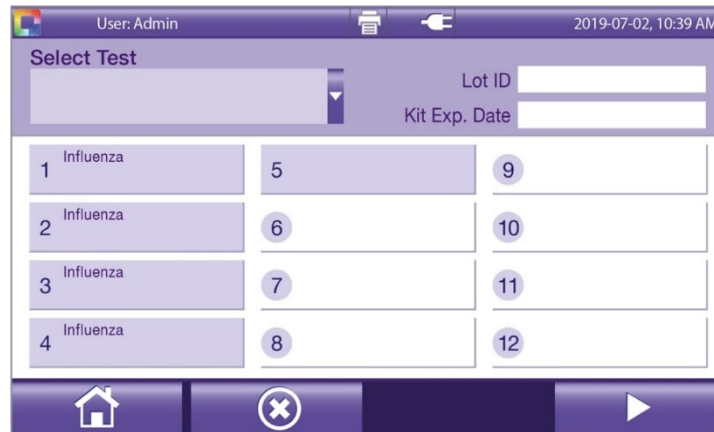 User: Admin
2019-07-02, 10:39 AM
Select Test
Lot ID
Kit Exp. Date
1 Influenza
5
9
2 Influenza
6
10
3 Influenza
7
11
4 Influenza
8
12